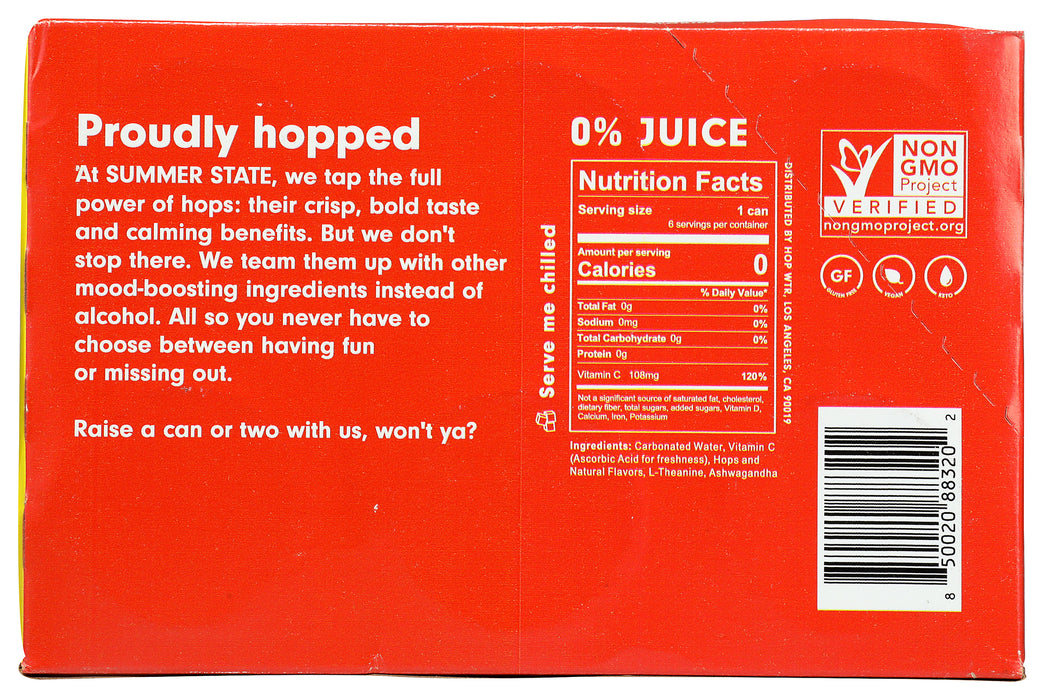 Proudly hopped
At SUMMER STATE, we tap the full
power of hops: their crisp, bold taste
and calming benefits. But we don't
stop there. We team them up with other
mood-boosting ingredients instead of
alcohol. All so you never have to
choose between having fun
or missing out.
Raise a can or two with us, won't ya?
Serve me chilled
0% JUICE
Nutrition Facts
Serving size 1 can
6 servings per container
Amount per serving
Calories 0
% Daily Value*
Total Fat 0g 0%
Sodium 0mg 0%
Total Carbohydrate 0g 0%
Protein 0g
Vitamin C 108mg 120%
Not a significant source of saturated fat, cholesterol,
dietary fiber, total sugars, added sugars, Vitamin D,
Calcium, Iron, Potassium
Ingredients: Carbonated Water, Vitamin C
(Ascorbic Acid for freshness), Hops and
Natural Flavors, L-Theanine, Ashwagandha
DISTRIBUTED BY HOP WTR, LOS ANGELES, CA 90019
NON
GMO
Project
VERIFIED
nongmoproject.org
GF
GLUTEN FREE
VEGAN
KETO
8 50020 88320 2